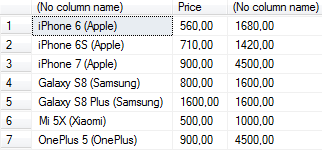 (No column name) Price (No column name)
1 iPhone 6 (Apple) 560,00 1680,00
2 iPhone 6S (Apple) 710,00 1420,00
3 iPhone 7 (Apple) 900,00 4500,00
4 Galaxy S8 (Samsung) 800,00 1600,00
5 Galaxy S8 Plus (Samsung) 1600,00 1600,00
6 Mi 5X (Xiaomi) 500,00 1000,00
7 OnePlus 5 (OnePlus) 900,00 4500,00